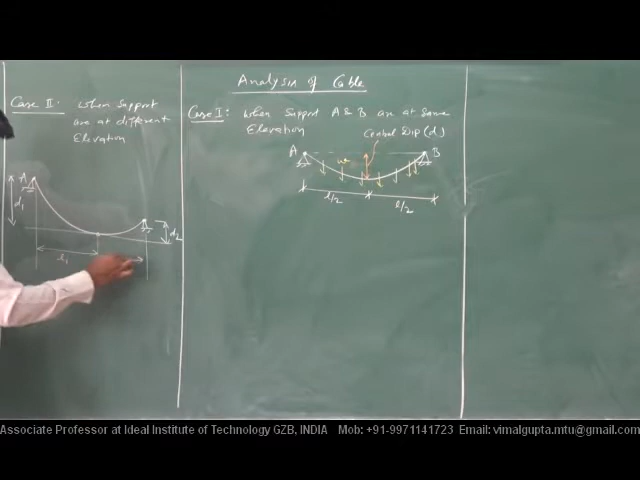 Analysis of Cable
Case II: When Support
are at different
Elevation
A
d1
d2
l1
Case I: When Support A & B are at Same
Elevation
Central Dip (d)
A
B
w
l/2
l/2
Associate Professor at Ideal Institute of Technology GZB, INDIA Mob: +91-9971141723 Email: vimalgupta.mtu@gmail.com